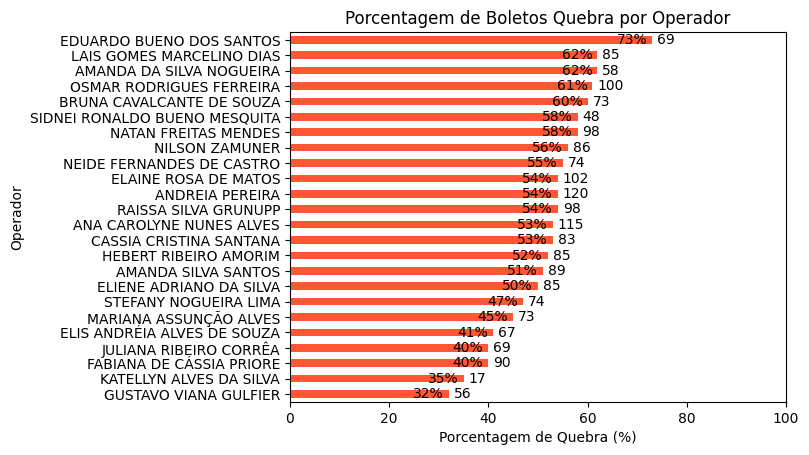 Porcentagem de Boletos Quebra por Operador
EDUARDO BUENO DOS SANTOS 73% 69
LAIS GOMES MARCELINO DIAS 62% 85
AMANDA DA SILVA NOGUEIRA 62% 58
OSMAR RODRIGUES FERREIRA 61% 100
BRUNA CAVALCANTE DE SOUZA 60% 73
SIDNEI RONALDO BUENO MESQUITA 58% 48
NATAN FREITAS MENDES 58% 98
NILSON ZAMUNER 56% 86
NEIDE FERNANDES DE CASTRO 55% 74
ELAINE ROSA DE MATOS 54% 102
ANDREIA PEREIRA 54% 120
RAISSA SILVA GRUNUPP 54% 98
ANA CAROLYNE NUNES ALVES 53% 115
CASSIA CRISTINA SANTANA 53% 83
HEBERT RIBEIRO AMORIM 52% 85
AMANDA SILVA SANTOS 51% 89
ELIENE ADRIANO DA SILVA 50% 85
STEFANY NOGUEIRA LIMA 47% 74
MARIANA ASSUNÇÃO ALVES 45% 73
ELIS ANDRÉIA ALVES DE SOUZA 41% 67
JULIANA RIBEIRO CORRÊA 40% 69
FABIANA DE CÁSSIA PRIORE 40% 90
KATELLYN ALVES DA SILVA 35% 17
GUSTAVO VIANA GULFIER 32% 56
Operador
0 20 40 60 80 100
Porcentagem de Quebra (%)